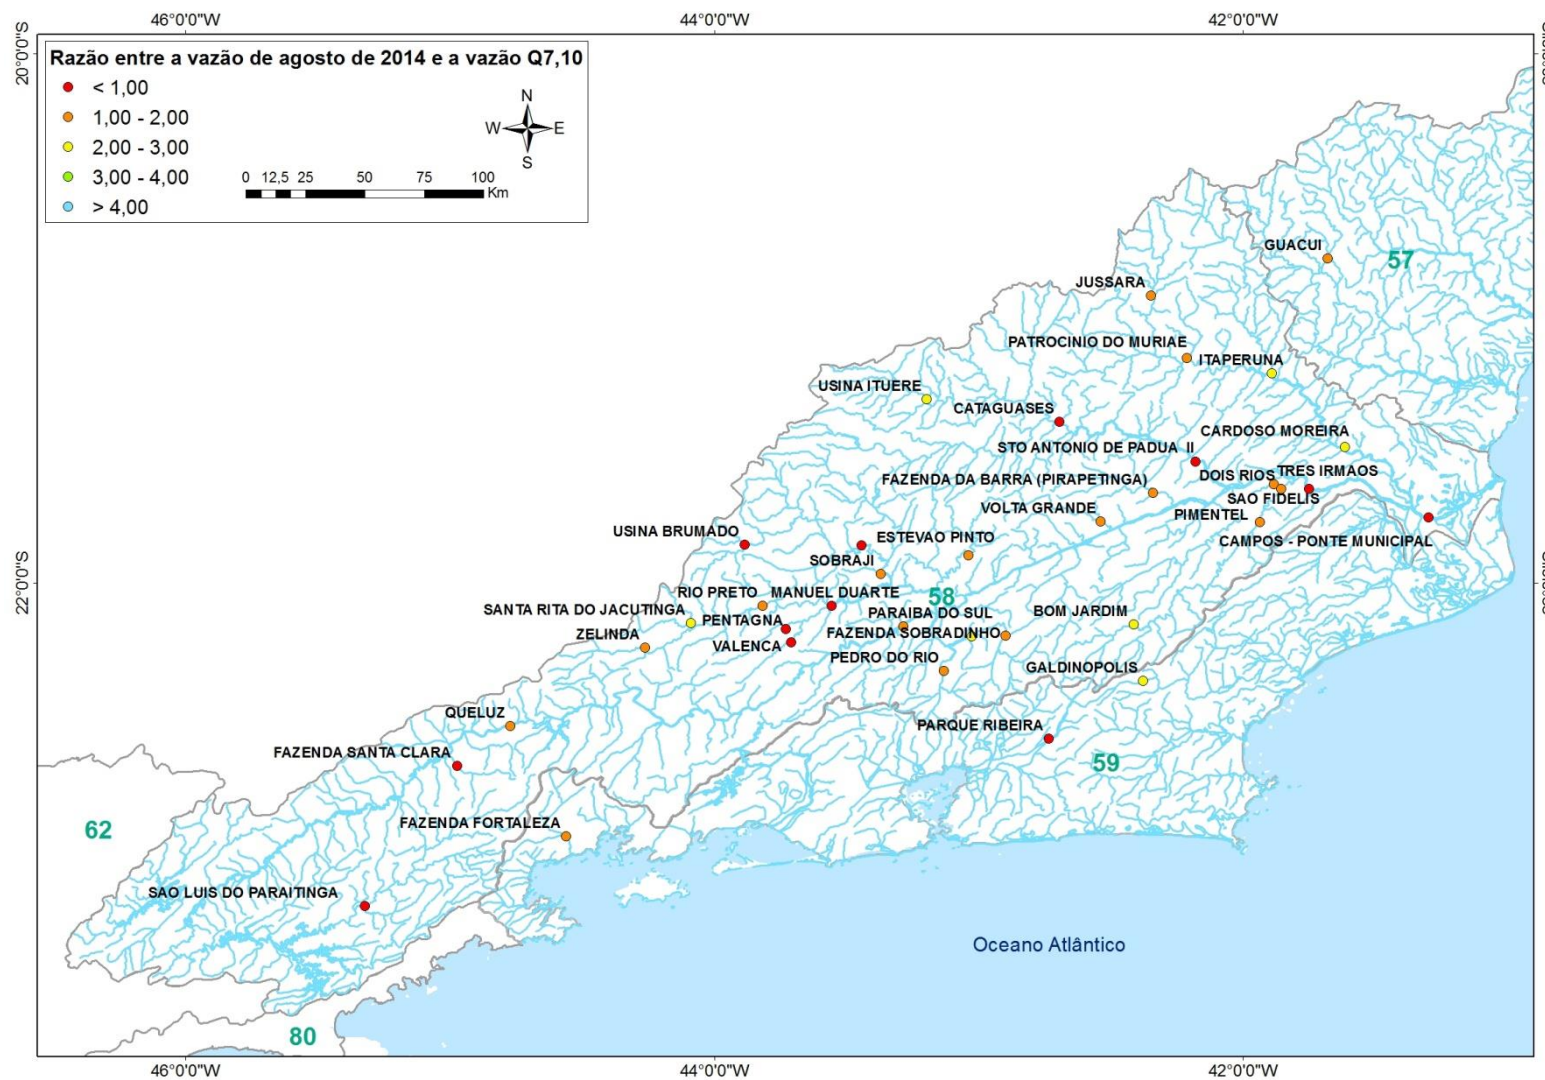 46°0'0"W
44°0'0"W
42°0'0"W
20°0'0"S
Razão entre a vazão de agosto de 2014 e a vazão Q7,10
< 1,00
1,00 - 2,00
2,00 - 3,00
3,00 - 4,00
> 4,00
N
W
E
S
0 12,5 25 50 75 100
Km
GUACUI
57
JUSSARA
PATROCINIO DO MURIAE
ITAPERUNA
USINA ITUERE
CATAGUASES
CARDOSO MOREIRA
STO ANTONIO DE PADUA II
DOIS RIOS
TRES IRMAOS
FAZENDA DA BARRA (PIRAPETINGA)
SAO FIDELIS
VOLTA GRANDE
PIMENTEL
USINA BRUMADO
ESTEVAO PINTO
CAMPOS - PONTE MUNICIPAL
SOBRAJI
22°0'0"S
RIO PRETO
MANUEL DUARTE
58
SANTA RITA DO JACUTINGA
PENTAGNA
PARAIBA DO SUL
BOM JARDIM
ZELINDA
VALENCA
FAZENDA SOBRADINHO
PEDRO DO RIO
GALDINOPOLIS
QUELUZ
PARQUE RIBEIRA
FAZENDA SANTA CLARA
59
62
FAZENDA FORTALEZA
SAO LUIS DO PARAITINGA
Oceano Atlântico
80
46°0'0"W
44°0'0"W
42°0'0"W